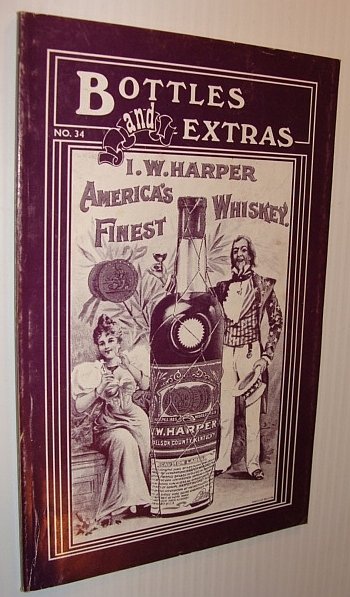 BOTTLES
and
NO. 34
EXTRAS
I.W. HARPER
AMERICA'S
FINEST
WHISKEY.
I.W. HARPER
NELSON COUNTY, KENTUCKY